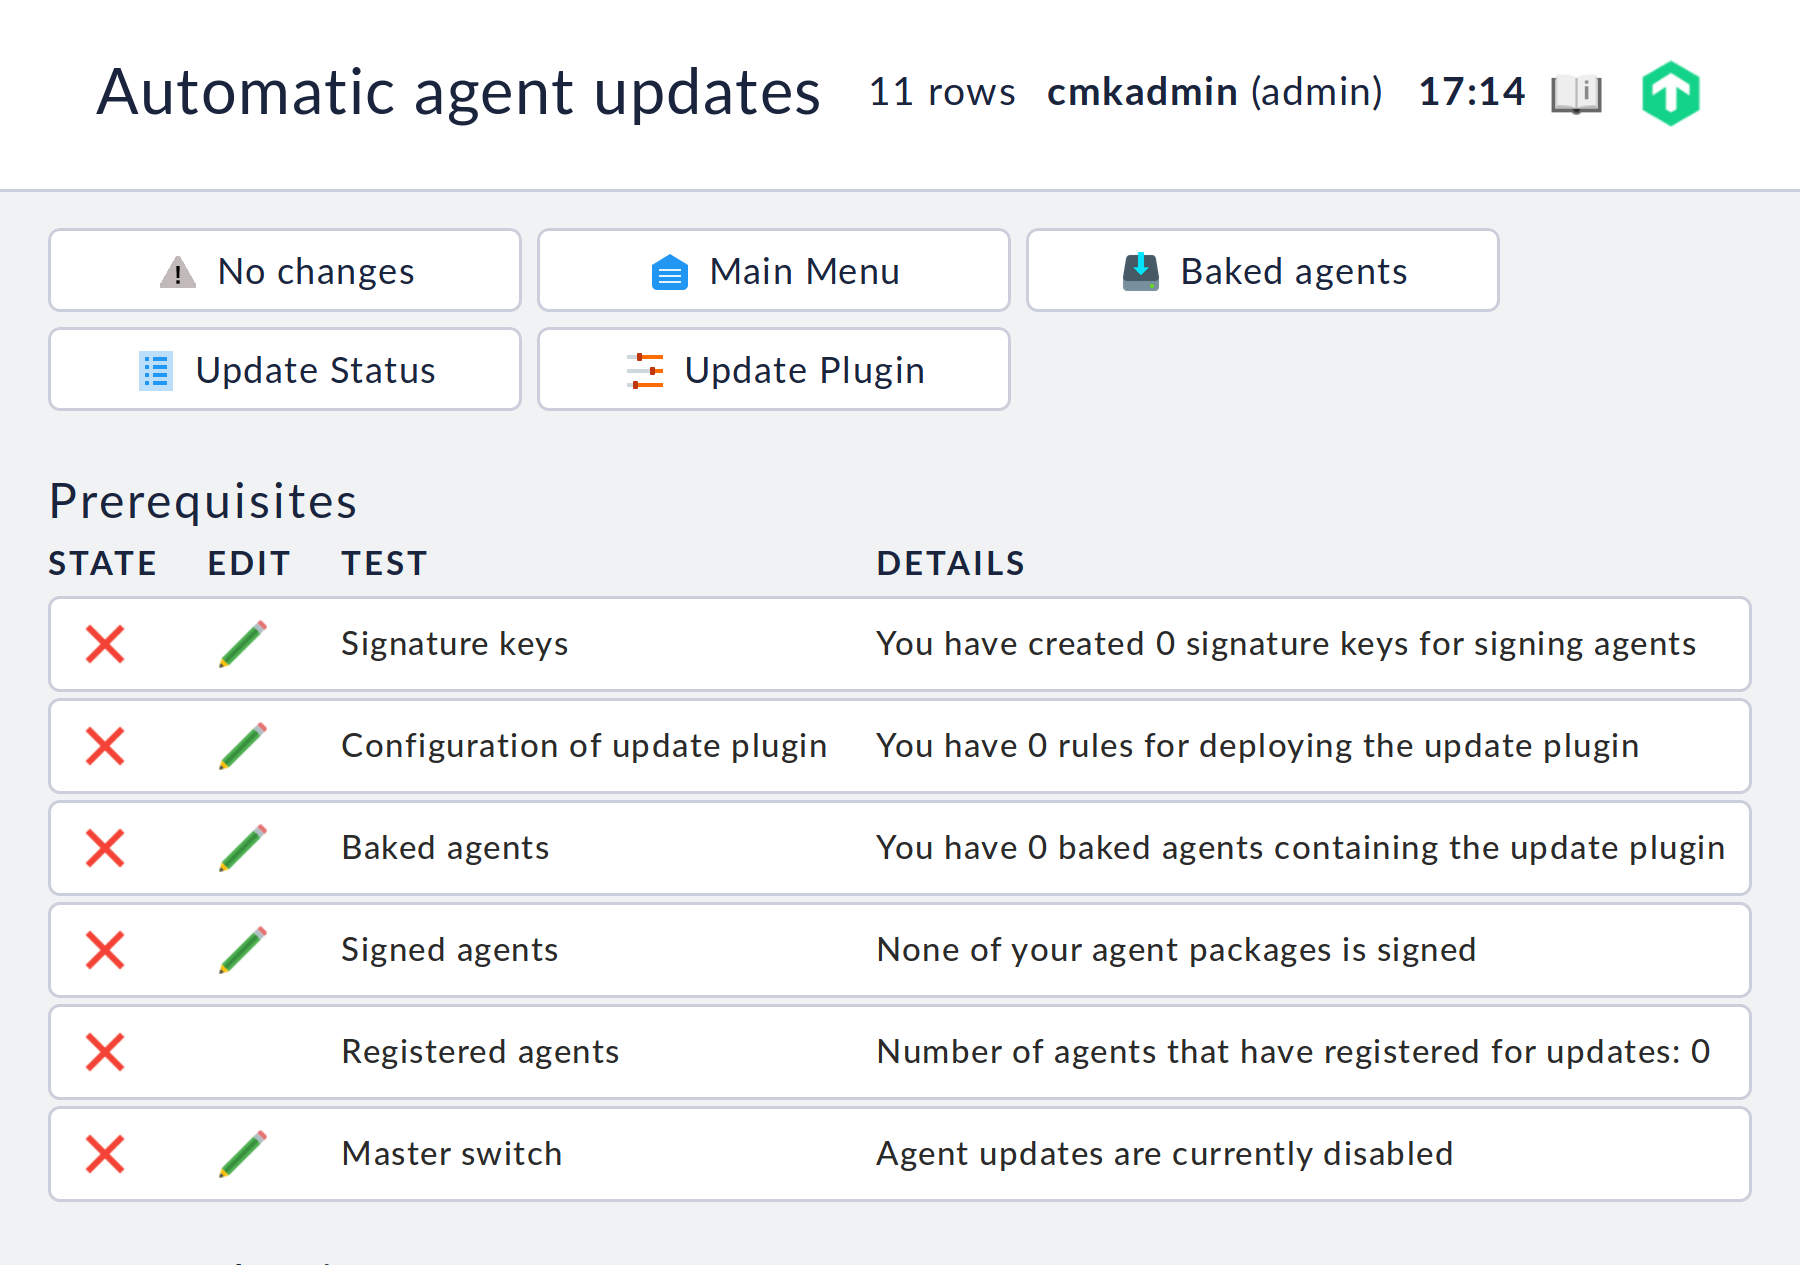 Automatic agent updates 11 rows cmkadmin (admin) 17:14
No changes Main Menu Baked agents
Update Status Update Plugin
Prerequisites
STATE EDIT TEST DETAILS
Signature keys You have created 0 signature keys for signing agents
Configuration of update plugin You have 0 rules for deploying the update plugin
Baked agents You have 0 baked agents containing the update plugin
Signed agents None of your agent packages is signed
Registered agents Number of agents that have registered for updates: 0
Master switch Agent updates are currently disabled